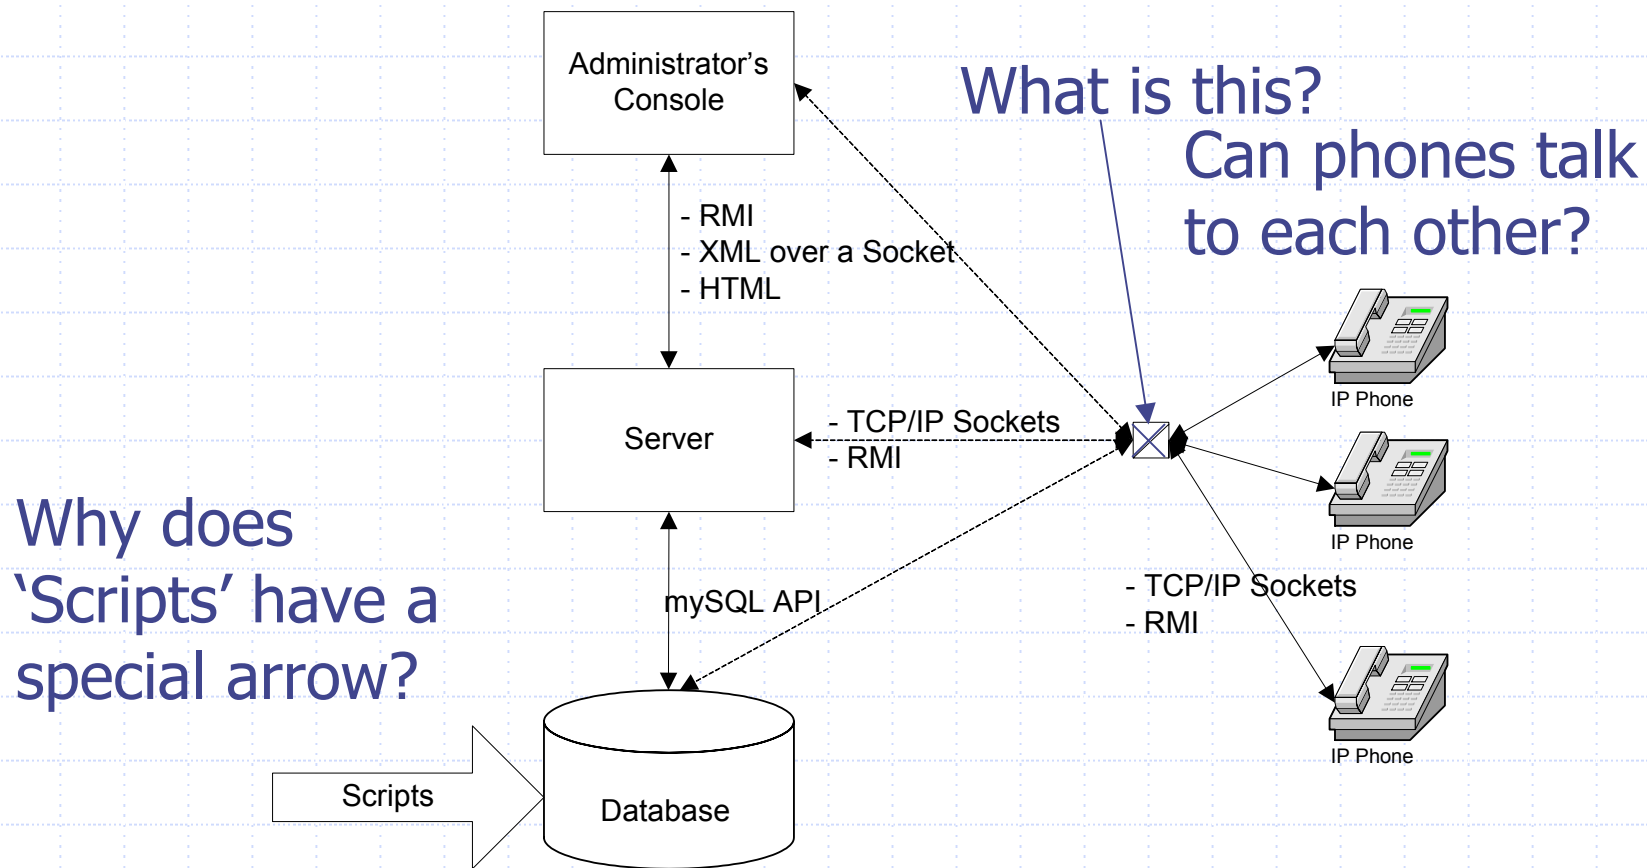 Administrator’s
Console
What is this?
Can phones talk
to each other?
- RMI
- XML over a Socket
- HTML
IP Phone
Server
- TCP/IP Sockets
- RMI
IP Phone
Why does
‘Scripts’ have a
special arrow?
mySQL API
- TCP/IP Sockets
- RMI
IP Phone
Scripts
Database